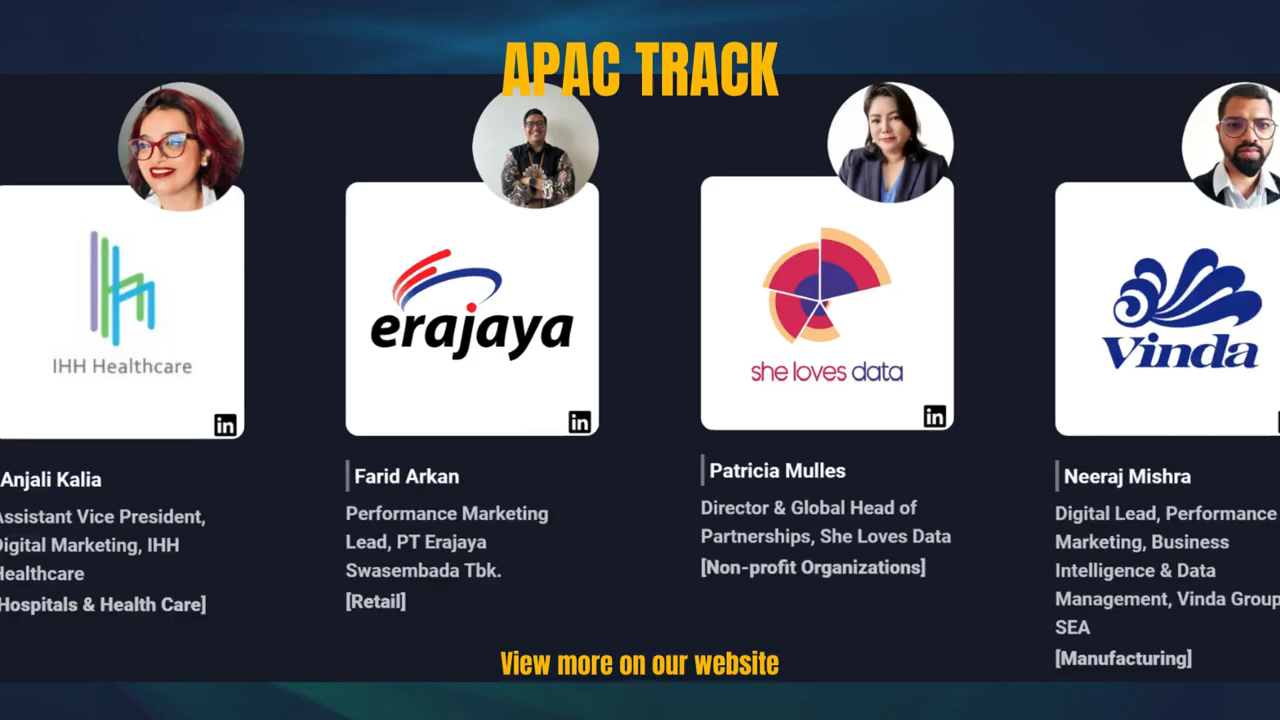 APAC TRACK
IHH Healthcare
erajaya
she loves data
Vinda
in
in
in
Anjali Kalia
Assistant Vice President,
Digital Marketing, IHH
Healthcare
Hospitals & Health Care]
Farid Arkan
Performance Marketing
Lead, PT Erajaya
Swasembada Tbk.
[Retail]
Patricia Mulles
Director & Global Head of
Partnerships, She Loves Data
[Non-profit Organizations]
Neeraj Mishra
Digital Lead, Performance
Marketing, Business
Intelligence & Data
Management, Vinda Group
SEA
[Manufacturing]
View more on our website